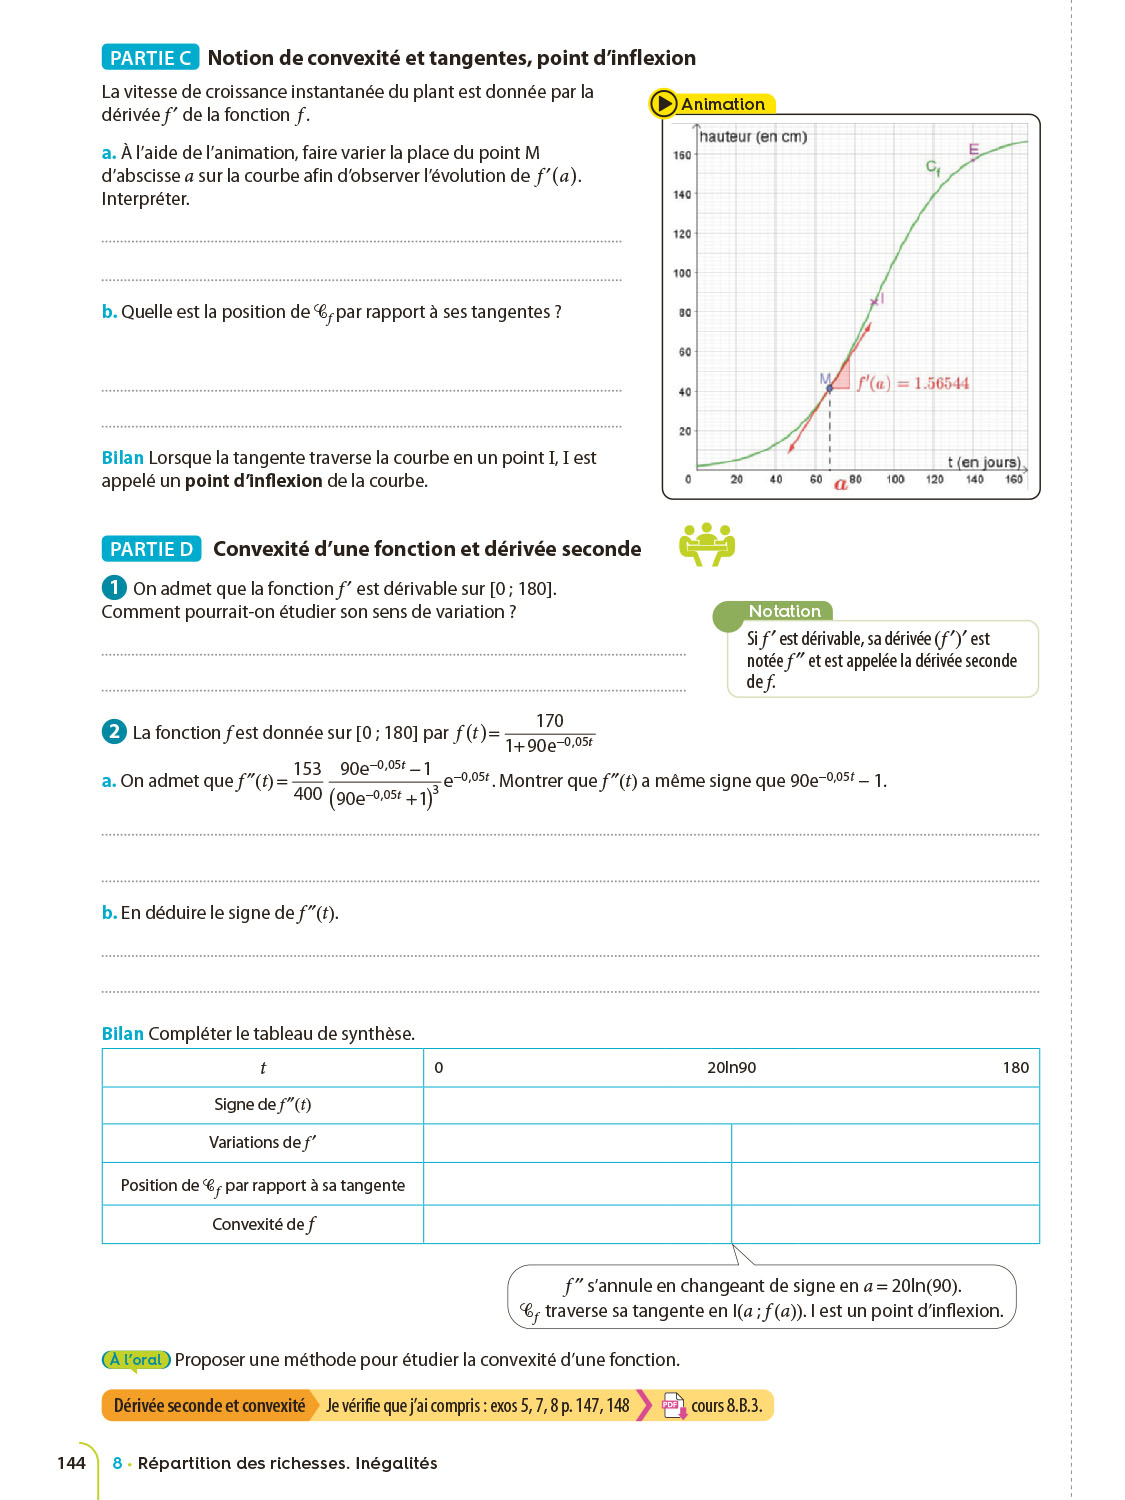 PARTIE C Notion de convexité et tangentes, point d’inflexion
La vitesse de croissance instantanée du plant est donnée par la
dérivée f′ de la fonction f.
a. À l’aide de l’animation, faire varier la place du point M
d’abscisse a sur la courbe afin d’observer l’évolution de f′(a).
Interpréter.
b. Quelle est la position de 𝒞f par rapport à ses tangentes ?
Bilan Lorsque la tangente traverse la courbe en un point I, I est
appelé un point d’inflexion de la courbe.
Animation
hauteur (en cm)
160
140
120
100
80
60
40
20
0 20 40 60 a 80 100 120 140 160
t (en jours)
Cf
E
I
M
f′(a) = 1.56544
PARTIE D Convexité d’une fonction et dérivée seconde
1 On admet que la fonction f′ est dérivable sur [0 ; 180].
Comment pourrait-on étudier son sens de variation ?
Notation
Si f′ est dérivable, sa dérivée (f′)′ est
notée f″ et est appelée la dérivée seconde
de f.
2 La fonction f est donnée sur [0 ; 180] par f(t) = 170 / (1+90e^−0,05t)
a. On admet que f″(t) = 153/400 (90e^−0,05t − 1)/(90e^−0,05t + 1)^3 e^−0,05t. Montrer que f″(t) a même signe que 90e^−0,05t − 1.
b. En déduire le signe de f″(t).
Bilan Compléter le tableau de synthèse.
t 0 20ln90 180
Signe de f″(t)
Variations de f′
Position de 𝒞f par rapport à sa tangente
Convexité de f
f″ s’annule en changeant de signe en a = 20ln(90).
𝒞f traverse sa tangente en I(a ; f(a)). I est un point d’inflexion.
À l’oral Proposer une méthode pour étudier la convexité d’une fonction.
Dérivée seconde et convexité Je vérifie que j’ai compris : exos 5, 7, 8 p. 147, 148 PDF cours 8.B.3.
144 8 • Répartition des richesses. Inégalités